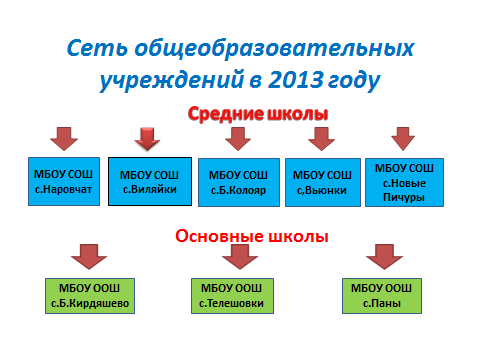 Сеть общеобразовательных
учреждений в 2013 году
Средние школы
МБОУ СОШ
с.Наровчат
МБОУ СОШ
с.Виляйки
МБОУ СОШ
с.Б.Колояр
МБОУ СОШ
с,Вьюнки
МБОУ СОШ
с.Новые
Пичуры
Основные школы
МБОУ ООШ
с.Б.Кирдяшево
МБОУ ООШ
с.Телешовки
МБОУ ООШ
с.Паны